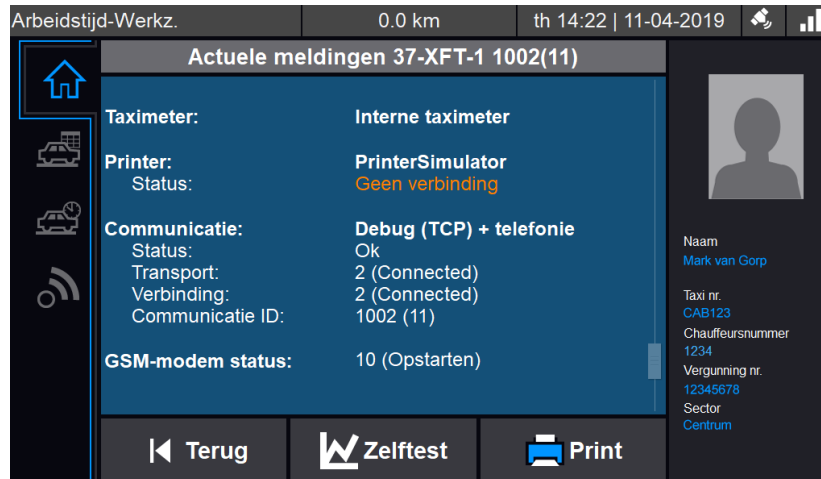 Arbeidstijd-Werkz. 0.0 km th 14:22 | 11-04-2019
Actuele meldingen 37-XFT-1 1002(11)
Taximeter: Interne taximeter
Printer: PrinterSimulator
Status: Geen verbinding
Communicatie: Debug (TCP) + telefonie
Status: Ok
Transport: 2 (Connected)
Verbinding: 2 (Connected)
Communicatie ID: 1002 (11)
GSM-modem status: 10 (Opstarten)
Terug Zelftest Print
Naam
Mark van Gorp
Taxi nr.
CAB123
Chauffeursnummer
1234
Vergunning nr.
12345678
Sector
Centrum